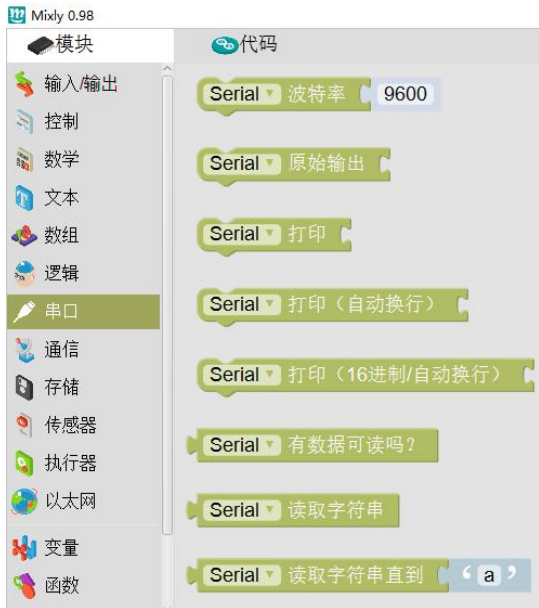 Mixly 0.98
模块
代码
输入/输出
控制
数学
文本
数组
逻辑
串口
通信
存储
传感器
执行器
以太网
变量
函数
Serial 波特率 9600
Serial 原始输出
Serial 打印
Serial 打印（自动换行）
Serial 打印（16进制/自动换行）
Serial 有数据可读吗？
Serial 读取字符串
Serial 读取字符串直到 “ a ”